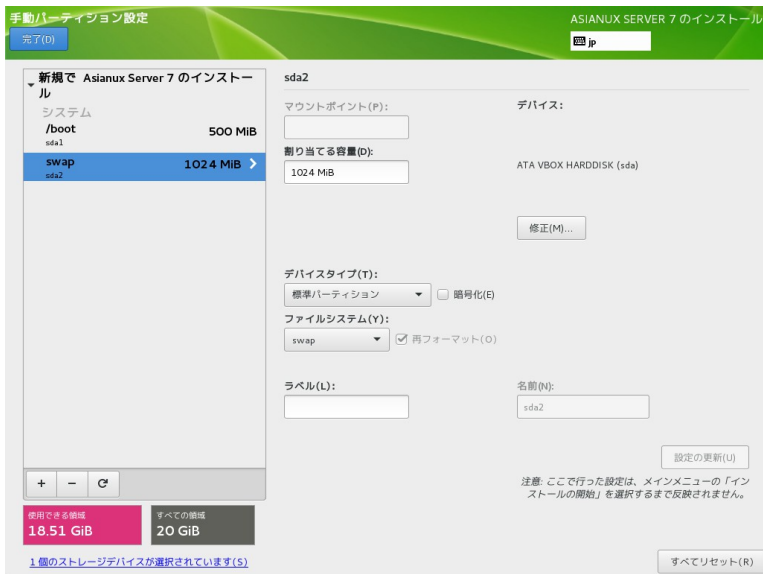 手動パーティション設定
ASIANUX SERVER 7 のインストール
完了(D)
jp
新規で Asianux Server 7 のインストー
ル
システム
/boot
500 MiB
sda1
swap
1024 MiB
sda2
sda2
マウントポイント(P):
デバイス:
割り当てる容量(D):
1024 MiB
ATA VBOX HARDDISK (sda)
修正(M)...
デバイスタイプ(T):
標準パーティション
暗号化(E)
ファイルシステム(Y):
swap
再フォーマット(O)
ラベル(L):
名前(N):
sda2
設定の更新(U)
注意: ここで行った設定は、メインメニューの「イン
ストールの開始」を選択するまで反映されません。
+ −
使用できる領域
18.51 GiB
すべての領域
20 GiB
1 個のストレージデバイスが選択されています(S)
すべてリセット(R)